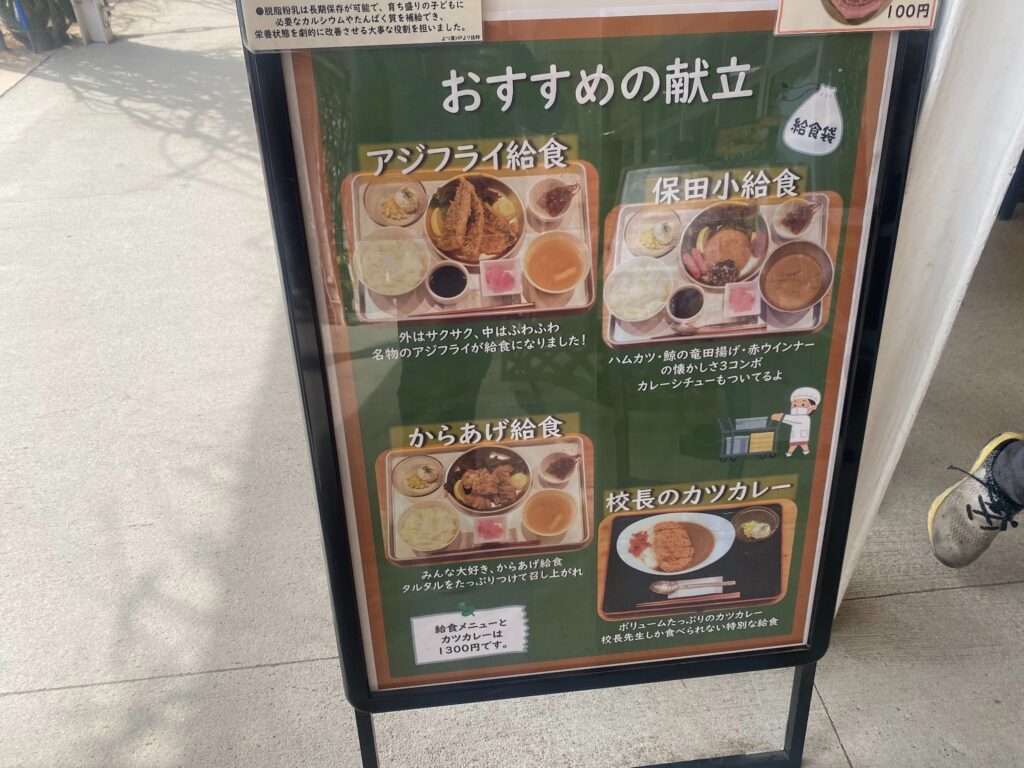 ●脱脂粉乳は長期保存が可能で、育ち盛りの子どもに
必要なカルシウムやたんぱく質を補給でき、
栄養状態を劇的に改善させる大事な役割を担いました。
よつ葉HPより抜粋
100円
おすすめの献立
給食袋
アジフライ給食
外はサクサク、中はふわふわ
名物のアジフライが給食になりました!
保田小給食
ハムカツ・鯨の竜田揚げ・赤ウインナー
の懐かしさ3コンボ
カレーシチューもついてるよ
からあげ給食
みんな大好き、からあげ給食
タルタルをたっぷりつけて召し上がれ
校長のカツカレー
ボリュームたっぷりのカツカレー
校長先生しか食べられない特別な給食
給食メニューと
カツカレーは
1300円です。